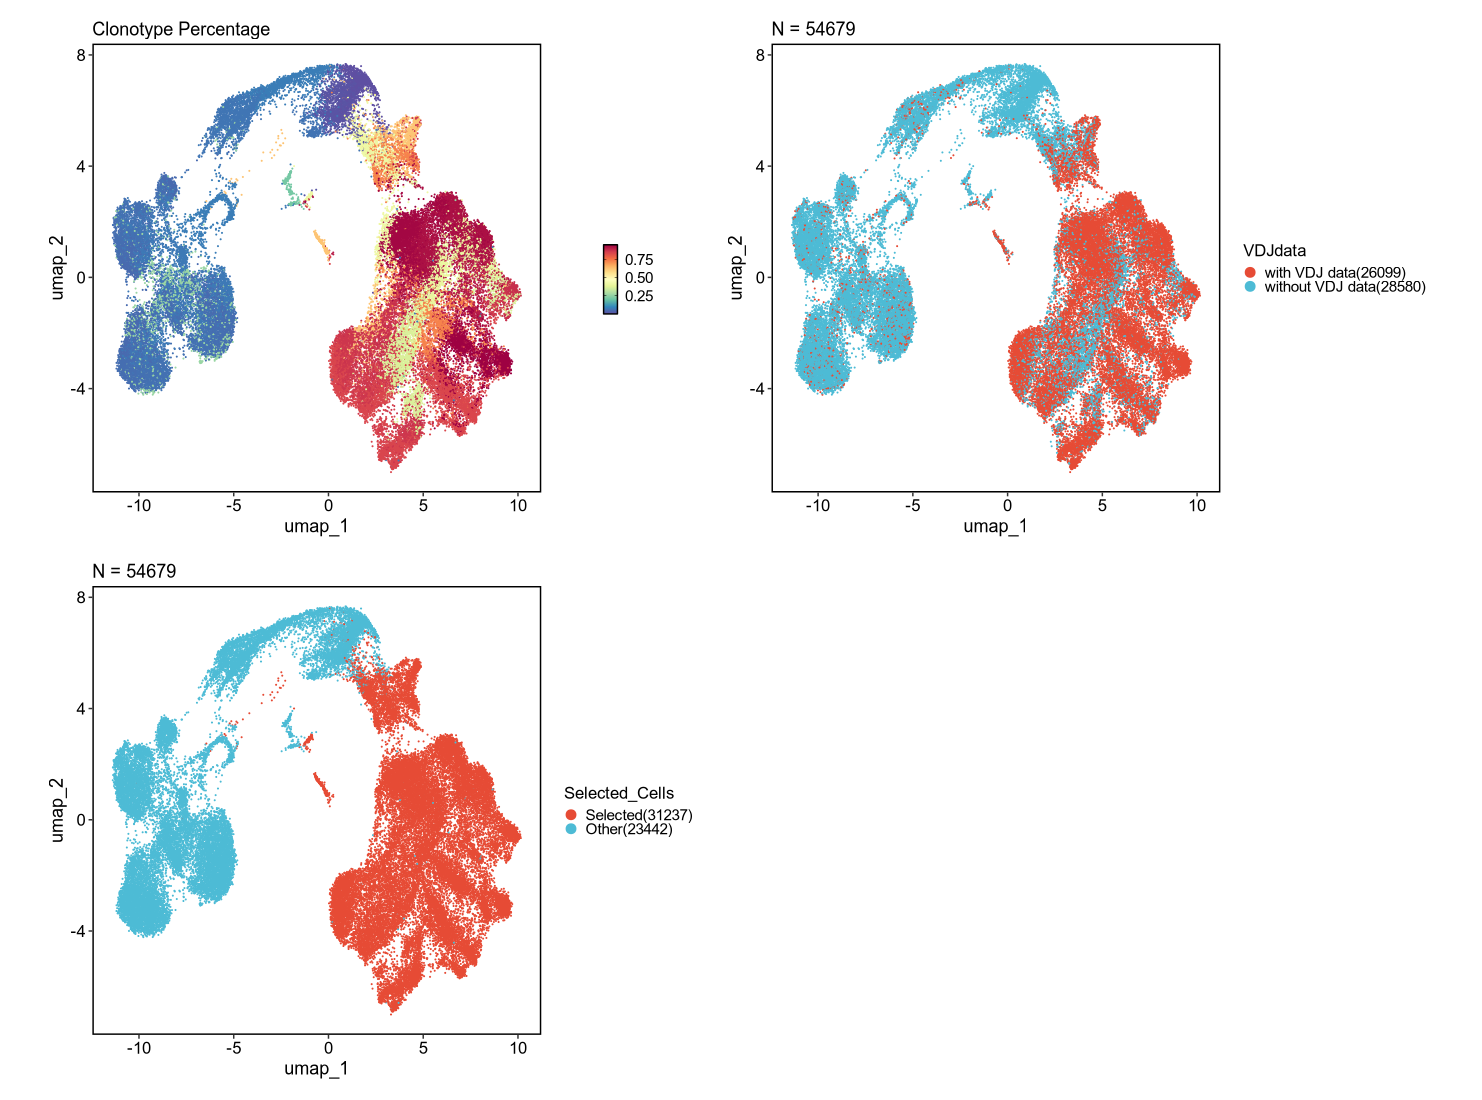 Clonotype Percentage
8
4
0
-4
-10 -5 0 5 10
umap_1
umap_2
0.75
0.50
0.25
N = 54679
8
4
0
-4
-10 -5 0 5 10
umap_1
umap_2
VDJdata
with VDJ data(26099)
without VDJ data(28580)
N = 54679
8
4
0
-4
-10 -5 0 5 10
umap_1
umap_2
Selected_Cells
Selected(31237)
Other(23442)